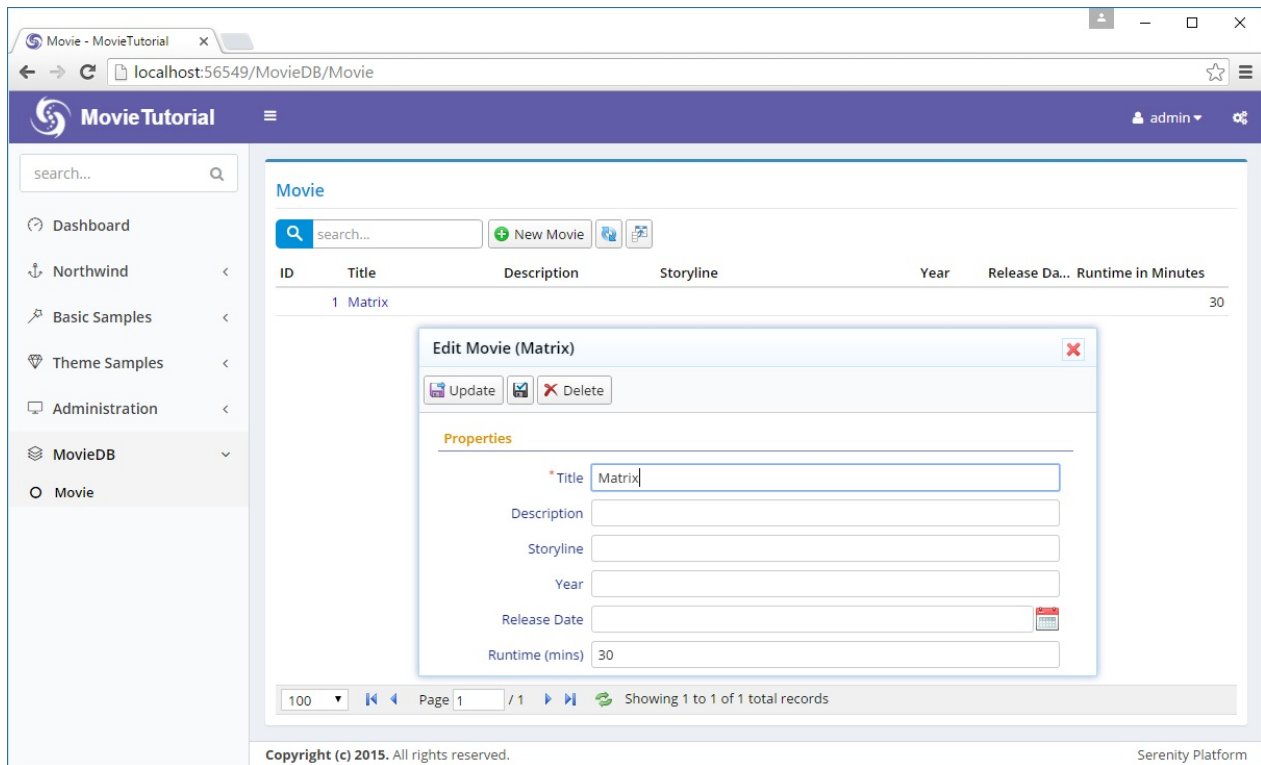 Movie - MovieTutorial
localhost:56549/MovieDB/Movie
MovieTutorial
admin
search...
Dashboard
Northwind
Basic Samples
Theme Samples
Administration
MovieDB
Movie
Movie
search... New Movie
ID Title Description Storyline Year Release Da... Runtime in Minutes
1 Matrix 30
Edit Movie (Matrix)
Update Delete
Properties
*Title Matrix
Description
Storyline
Year
Release Date
Runtime (mins) 30
100 Page 1 / 1 Showing 1 to 1 of 1 total records
Copyright (c) 2015. All rights reserved. Serenity Platform